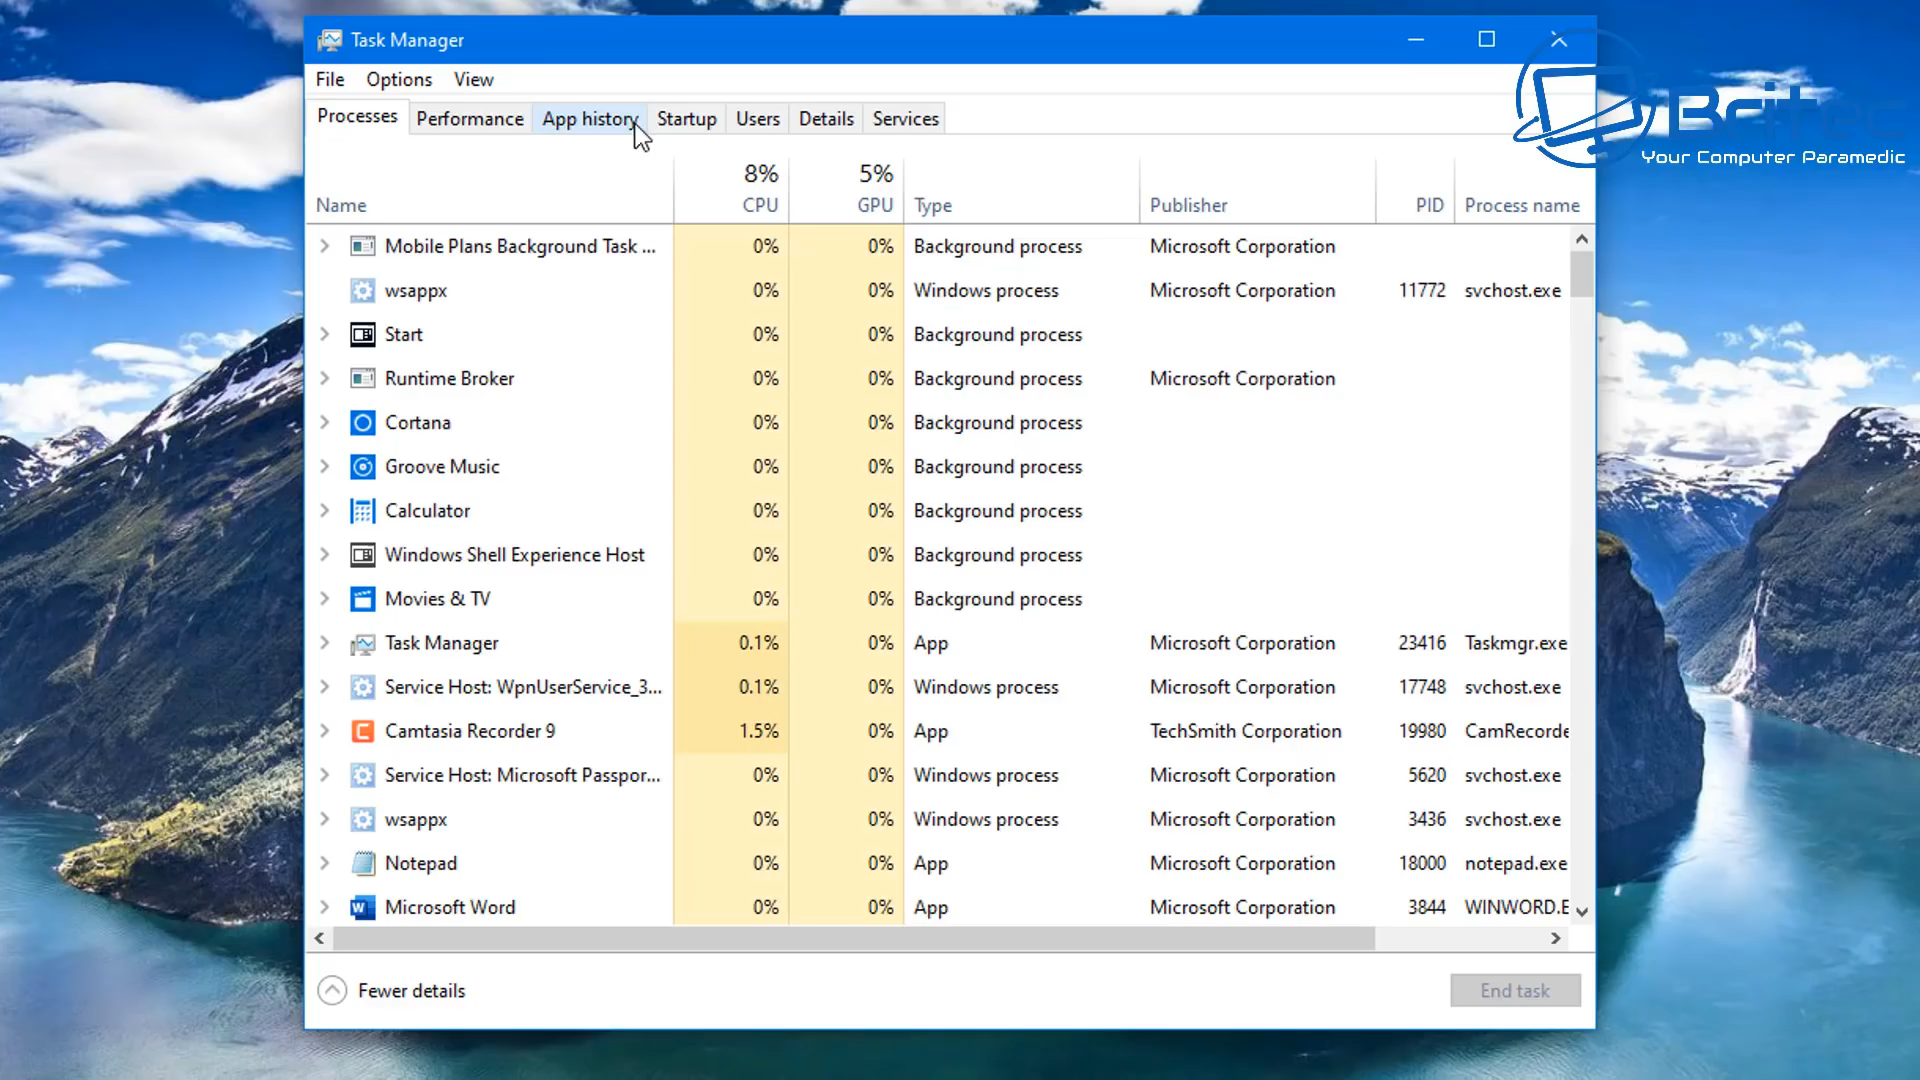 Task Manager
File Options View
Processes Performance App history Startup Users Details Services
8% 5%
Name CPU GPU Type Publisher PID Process name
Mobile Plans Background Task ... 0% 0% Background process Microsoft Corporation
wsappx 0% 0% Windows process Microsoft Corporation 11772 svchost.exe
Start 0% 0% Background process
Runtime Broker 0% 0% Background process Microsoft Corporation
Cortana 0% 0% Background process
Groove Music 0% 0% Background process
Calculator 0% 0% Background process
Windows Shell Experience Host 0% 0% Background process
Movies & TV 0% 0% Background process
Task Manager 0.1% 0% App Microsoft Corporation 23416 Taskmgr.exe
Service Host: WpnUserService_3... 0.1% 0% Windows process Microsoft Corporation 17748 svchost.exe
C Camtasia Recorder 9 1.5% 0% App TechSmith Corporation 19980 CamRecorde
Service Host: Microsoft Passpor... 0% 0% Windows process Microsoft Corporation 5620 svchost.exe
wsappx 0% 0% Windows process Microsoft Corporation 3436 svchost.exe
Notepad 0% 0% App Microsoft Corporation 18000 notepad.exe
W Microsoft Word 0% 0% App Microsoft Corporation 3844 WINWORD.E
Fewer details End task
Britec
Your Computer Paramedic